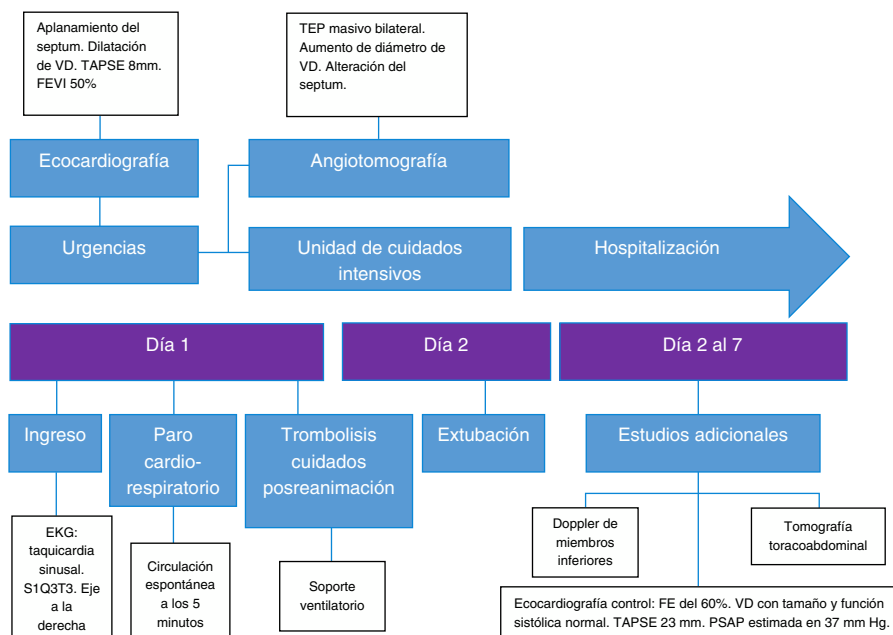 Aplanamiento del
septum. Dilatación
de VD. TAPSE 8mm.
FEVI 50%
TEP masivo bilateral.
Aumento de diámetro de
VD. Alteración del
septum.
Ecocardiografía
Angiotomografía
Urgencias
Unidad de cuidados
intensivos
Hospitalización
Día 1
Día 2
Día 2 al 7
Ingreso
Paro
cardio-
respiratorio
Trombolisis
cuidados
posreanimación
Extubación
Estudios adicionales
EKG:
taquicardia
sinusal.
S1Q3T3. Eje
a la
derecha
Circulación
espontánea
a los 5
minutos
Soporte
ventilatorio
Doppler de
miembros
inferiores
Tomografía
toracoabdominal
Ecocardiografía control: FE del 60%. VD con tamaño y función
sistólica normal. TAPSE 23 mm. PSAP estimada en 37 mm Hg.